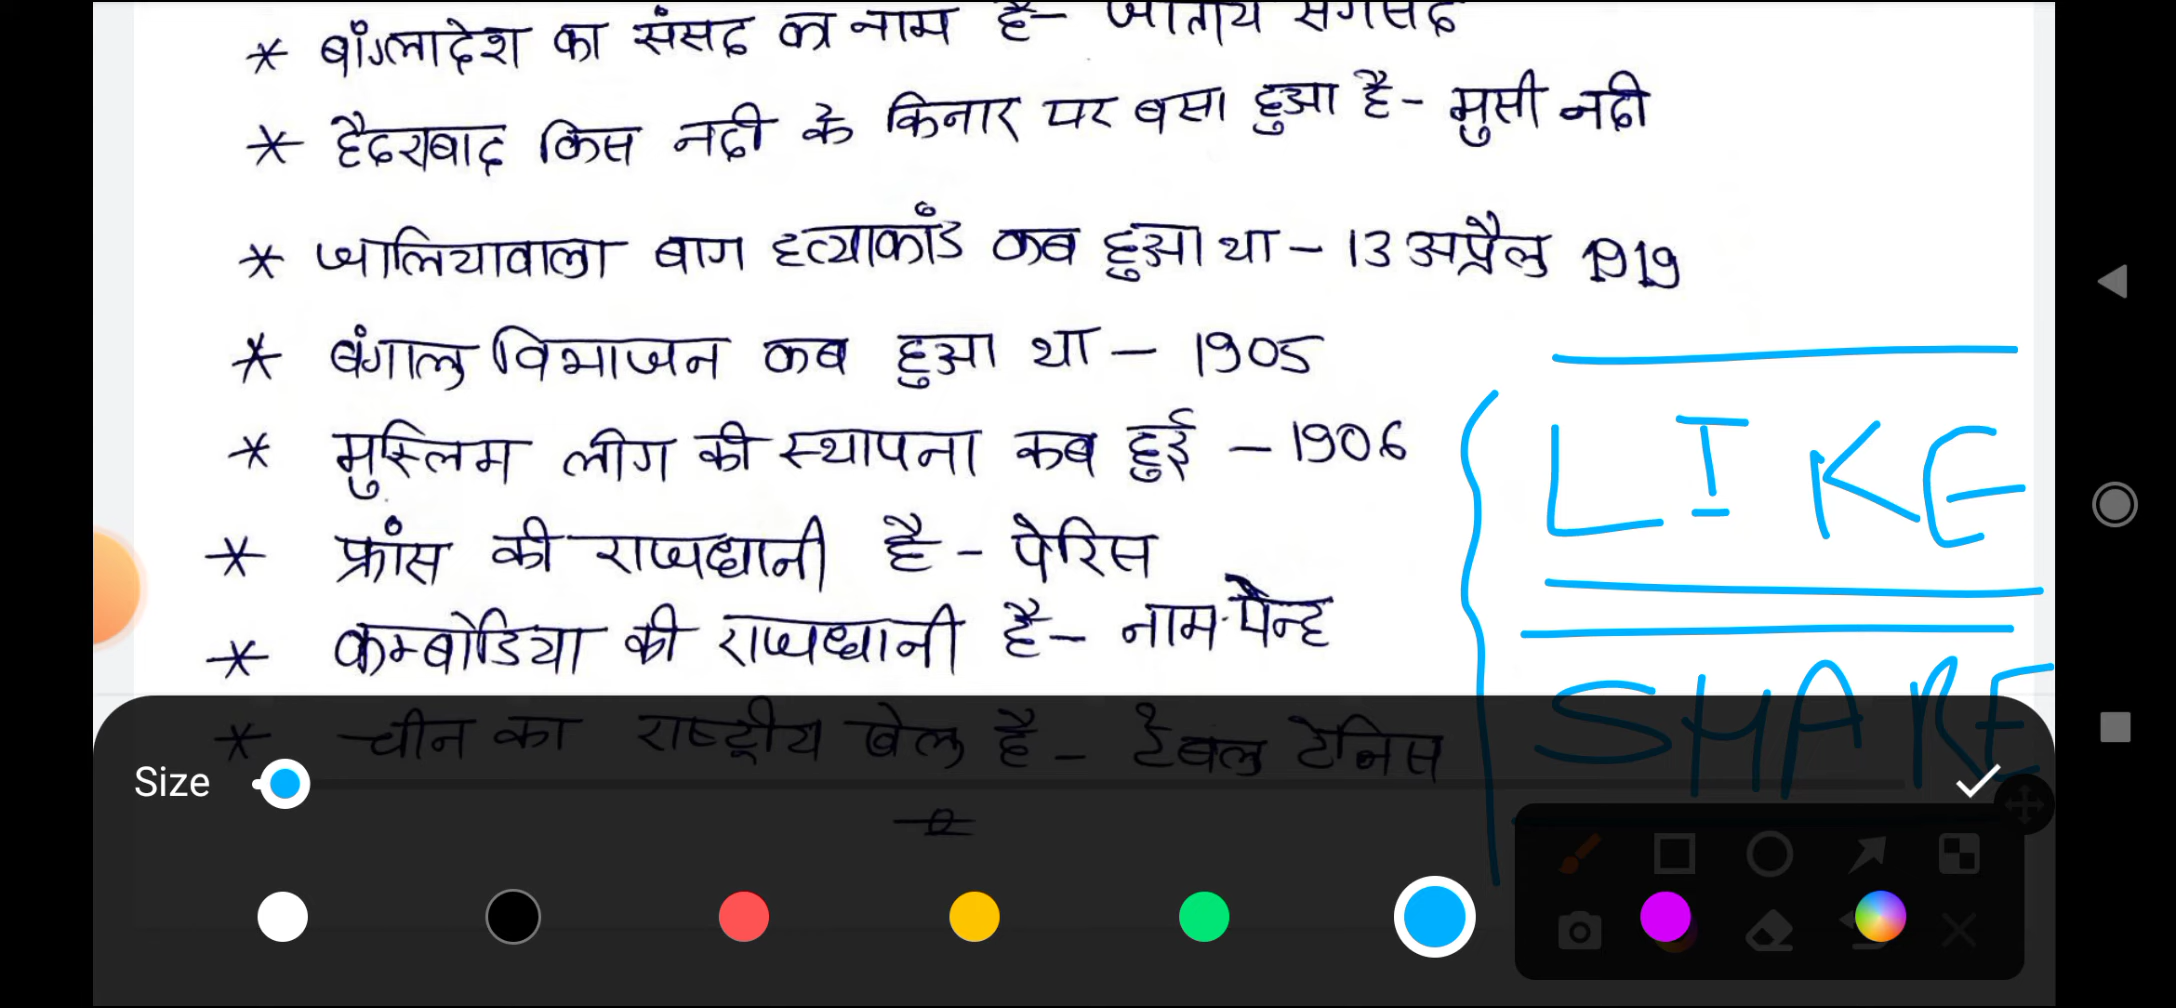 * बांग्लादेश का संसद का नाम है- जातीय संगसद
* हैदराबाद किस नदी के किनार पर बसा हुआ है- मुसी नदी
* जालियावाला बाग हत्याकांड कब हुआ था - 13 अप्रैल 1919
* बंगाल विभाजन कब हुआ था - 1905
* मुस्लिम लीग की स्थापना कब हुई - 1906
* फ्रांस की राजधानी है - पेरिस
* कम्बोडिया की राजधानी है- नाम-पेन्ह
* चीन का राष्ट्रीय खेल है - टेबल टेनिस
LIKE
SHARE
Size